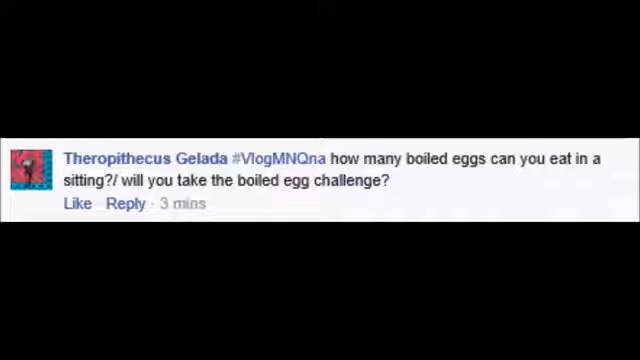 Theropithecus Gelada #VlogMNQna how many boiled eggs can you eat in a
sitting?/ will you take the boiled egg challenge?
Like · Reply · 3 mins